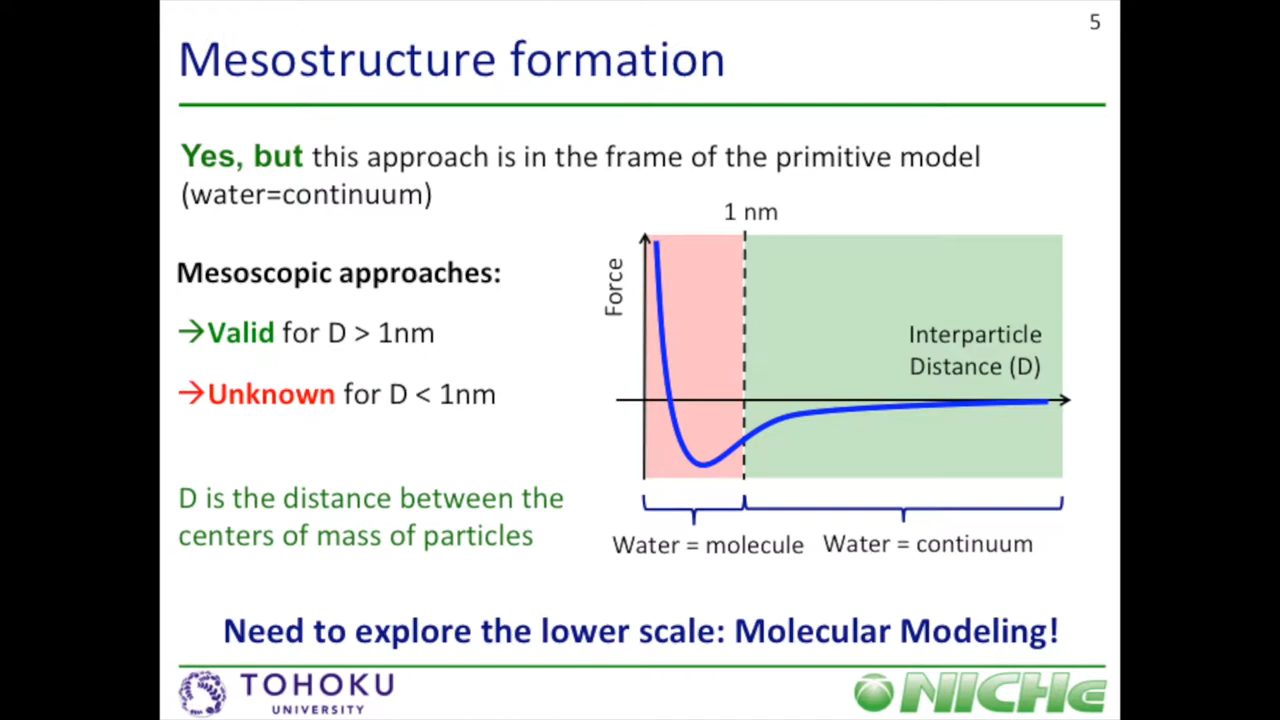 5
Mesostructure formation
Yes, but this approach is in the frame of the primitive model
(water=continuum)
1 nm
Mesoscopic approaches:
→Valid for D > 1nm
→Unknown for D < 1nm
Force
Interparticle
Distance (D)
D is the distance between the
centers of mass of particles
Water = molecule
Water = continuum
Need to explore the lower scale: Molecular Modeling!
TOHOKU
UNIVERSITY
NICHe